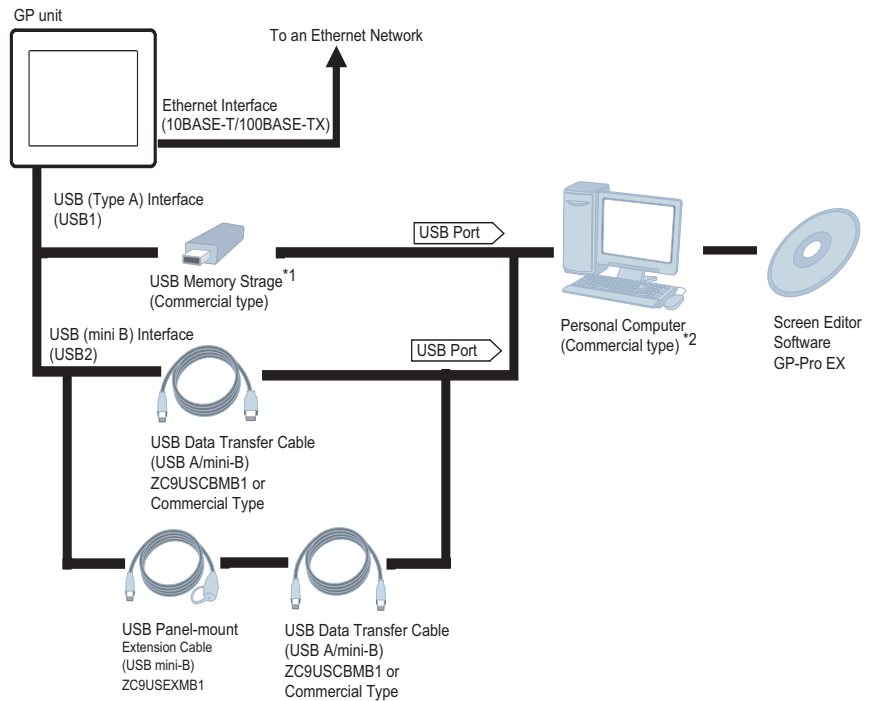 GP unit
To an Ethernet Network
Ethernet Interface
(10BASE-T/100BASE-TX)
USB (Type A) Interface
(USB1)
USB Port
USB Memory Strage*1
(Commercial type)
Personal Computer
(Commercial type) *2
Screen Editor
Software
GP-Pro EX
USB (mini B) Interface
(USB2)
USB Port
USB Data Transfer Cable
(USB A/mini-B)
ZC9USCBMB1 or
Commercial Type
USB Panel-mount
Extension Cable
(USB mini-B)
ZC9USEXMB1
USB Data Transfer Cable
(USB A/mini-B)
ZC9USCBMB1 or
Commercial Type